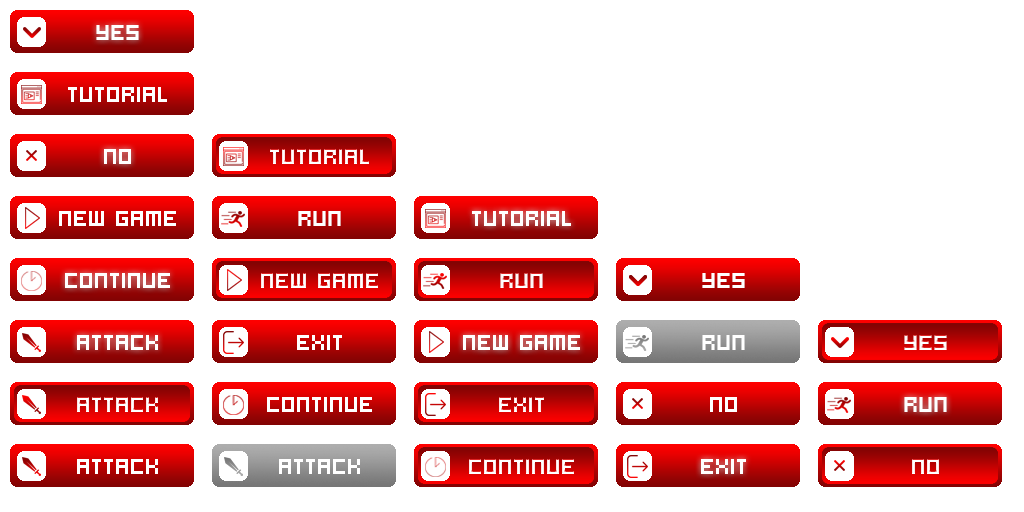 YES
TUTORIAL
NO TUTORIAL
NEW GAME RUN TUTORIAL
CONTINUE NEW GAME RUN YES
ATTACK EXIT NEW GAME RUN YES
ATTACK CONTINUE EXIT NO RUN
ATTACK ATTACK CONTINUE EXIT NO